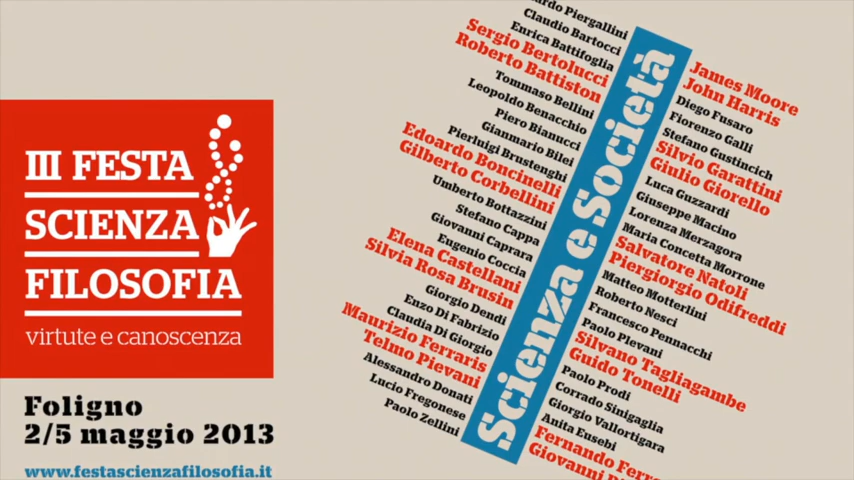 III FESTA
SCIENZA
FILOSOFIA
virtute e canoscenza
Foligno
2/5 maggio 2013
www.festascienzafilosofia.it
Piergallini
Claudio Bartocci
Enrica Battifoglia
Sergio Bertolucci
Roberto Battiston
Tommaso Bellini
Leopoldo Benacchio
Piero Bianucci
Gianmario Bilei
Pierluigi Brustenghi
Edoardo Boncinelli
Gilberto Corbellini
Umberto Bottazzini
Stefano Cappa
Giovanni Caprara
Eugenio Coccia
Elena Castellani
Silvia Rosa Brusin
Giorgio Dendi
Enzo Di Fabrizio
Claudia Di Giorgio
Maurizio Ferraris
Telmo Pievani
Alessandro Donati
Lucio Fregonese
Paolo Zellini
Scienza e Società
James Moore
John Harris
Diego Fusaro
Fiorenzo Galli
Stefano Gustincich
Silvio Garattini
Giulio Giorello
Luca Guzzardi
Giuseppe Macino
Lorenza Merzagora
Maria Concetta Morrone
Salvatore Natoli
Piergiorgio Odifreddi
Matteo Motterlini
Roberto Nesci
Francesco Pennacchi
Paolo Pievani
Silvano Tagliagambe
Guido Tonelli
Paolo Prodi
Corrado Sinigaglia
Giorgio Vallortigara
Anita Eusebi
Fernando
Giovanni